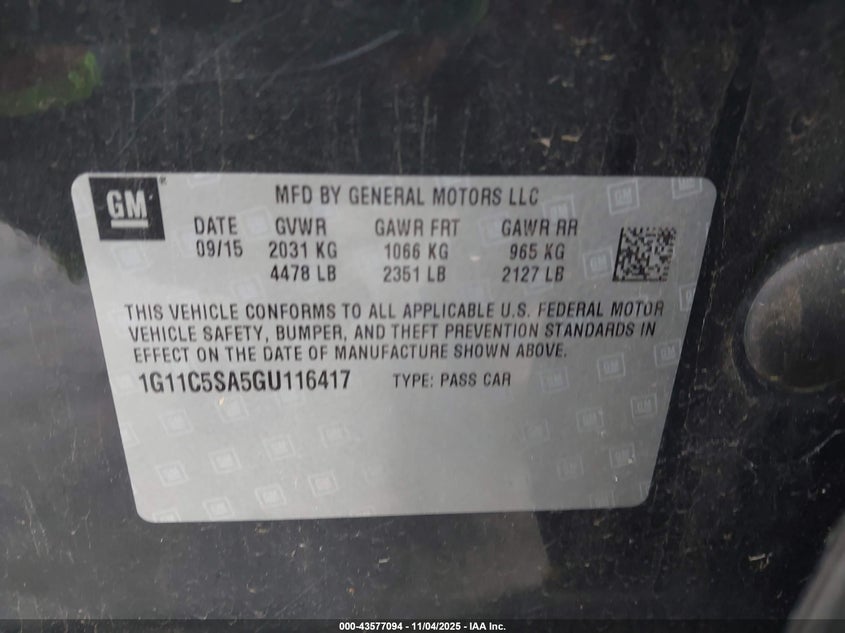 GM
MFD BY GENERAL MOTORS LLC
DATE GVWR GAWR FRT GAWR RR
09/15 2031 KG 1066 KG 965 KG
4478 LB 2351 LB 2127 LB
THIS VEHICLE CONFORMS TO ALL APPLICABLE U.S. FEDERAL MOTOR
VEHICLE SAFETY, BUMPER, AND THEFT PREVENTION STANDARDS IN
EFFECT ON THE DATE OF MANUFACTURE SHOWN ABOVE.
1G11C5SA5GU116417 TYPE: PASS CAR
000-43577094 - 11/04/2025 - IAA Inc.